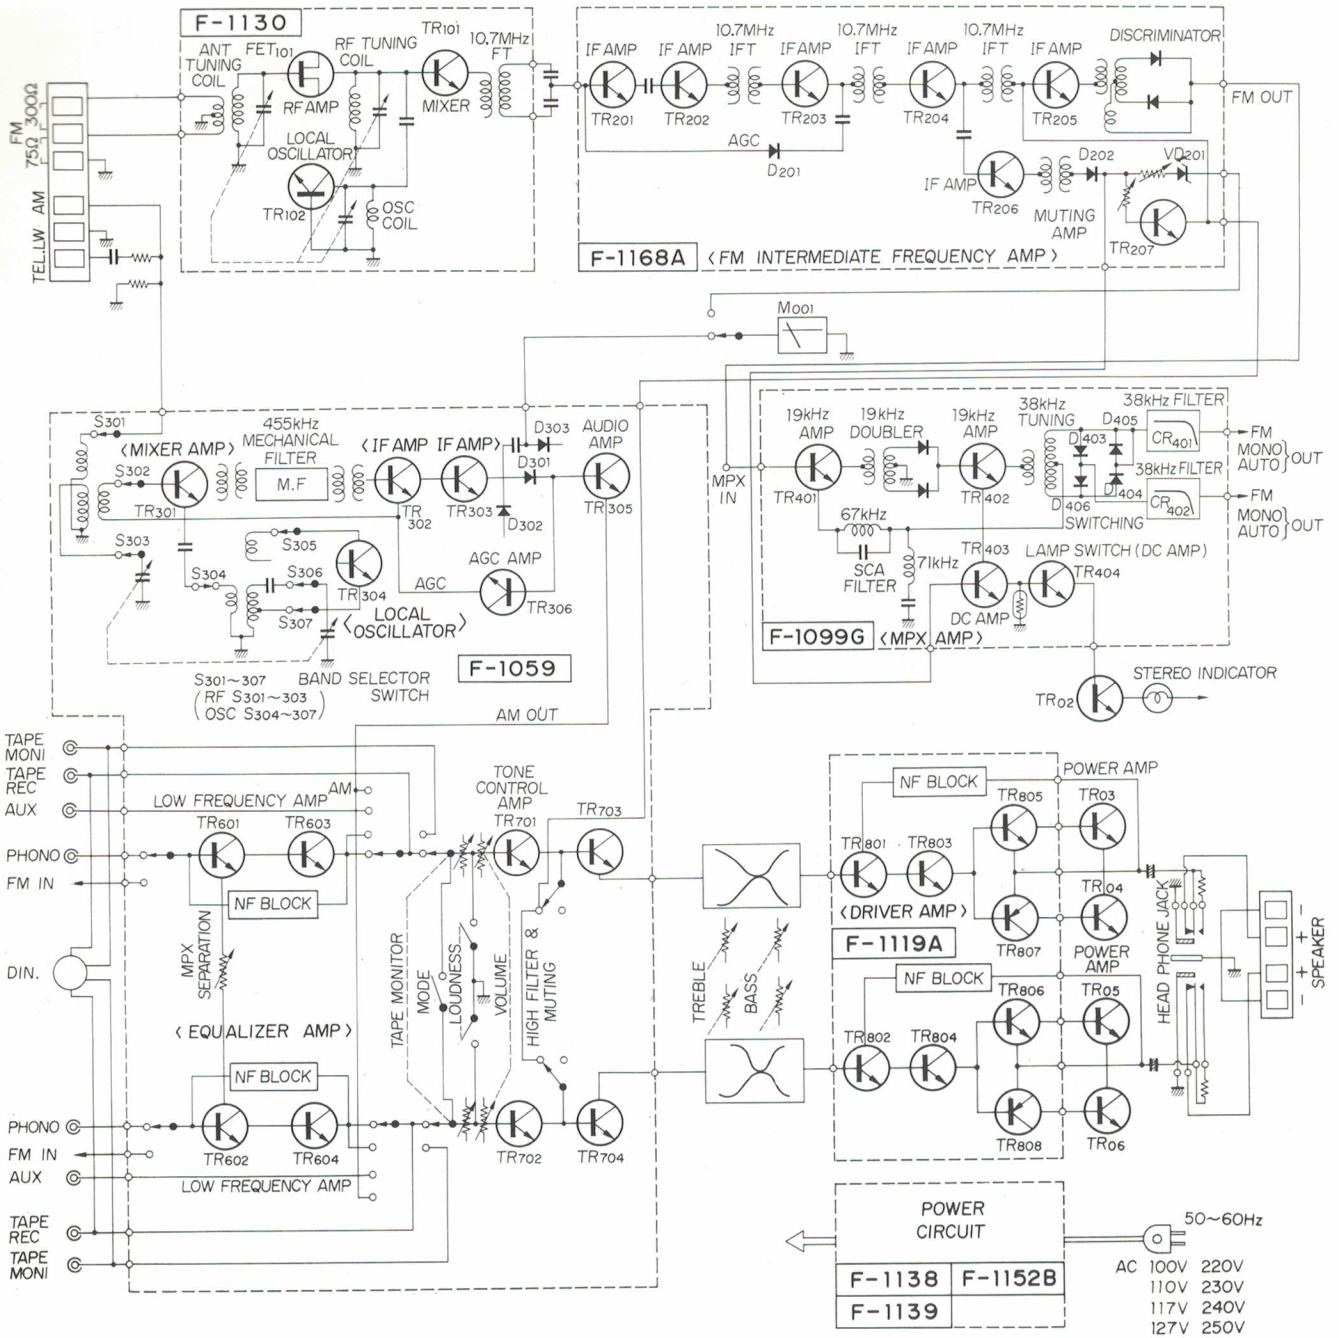 F-1130
ANT
TUNING
COIL
FET101
RF TUNING
COIL
TR101
10.7MHz
FT
RF AMP
MIXER
LOCAL
OSCILLATOR
TR102
OSC
COIL
FM
75Ω 300Ω
AM
TEL.LW
IF AMP
IF AMP
10.7MHz
IFT
IF AMP
10.7MHz
IFT
IF AMP
10.7MHz
IFT
IF AMP
DISCRIMINATOR
TR201
TR202
TR203
TR204
TR205
FM OUT
AGC
D201
IF AMP
TR206
D202
VD201
MUTING
AMP
TR207
F-1168A
<FM INTERMEDIATE FREQUENCY AMP>
M001
S301
<MIXER AMP>
455kHz
MECHANICAL
FILTER
<IF AMP IF AMP>
D303
AUDIO
AMP
S302
M.F
D301
TR301
TR302
TR303
D302
TR305
S303
S305
AGC AMP
S304
S306
TR304
AGC
TR306
S307
<LOCAL
OSCILLATOR>
F-1059
S301~307
(RF S301~303
OSC S304~307)
BAND SELECTOR
SWITCH
AM OUT
19kHz
AMP
19kHz
DOUBLER
19kHz
AMP
38kHz
TUNING
D405
38kHz FILTER
D403
CR401
FM
MONO
AUTO}OUT
MPX
IN
TR401
TR402
38kHz FILTER
D404
D406
CR402
FM
MONO
AUTO}OUT
SWITCHING
67kHz
SCA
FILTER
71kHz
TR403
LAMP SWITCH (DC AMP)
TR404
DC AMP
F-1099G
<MPX AMP>
STEREO INDICATOR
TR02
TAPE
MONI
TAPE
REC
AUX
PHONO
FM IN
LOW FREQUENCY AMP
AM
TONE
CONTROL
AMP
TR601
TR603
TR701
TR703
NF BLOCK
MPX
SEPARATION
DIN.
TAPE MONITOR
MODE
LOUDNESS
VOLUME
HIGH FILTER &
MUTING
TREBLE
BASS
<EQUALIZER AMP>
NF BLOCK
PHONO
FM IN
AUX
TR602
TR604
TR702
TR704
LOW FREQUENCY AMP
TAPE
REC
TAPE
MONI
NF BLOCK
POWER AMP
TR805
TR03
TR801
TR803
<DRIVER AMP>
TR04
F-1119A
TR807
POWER
AMP
NF BLOCK
TR806
TR05
TR802
TR804
TR808
TR06
HEAD PHONE JACK
SPEAKER
- + + -
POWER
CIRCUIT
50~60Hz
F-1138
F-1152B
F-1139
AC 100V 220V
110V 230V
117V 240V
127V 250V